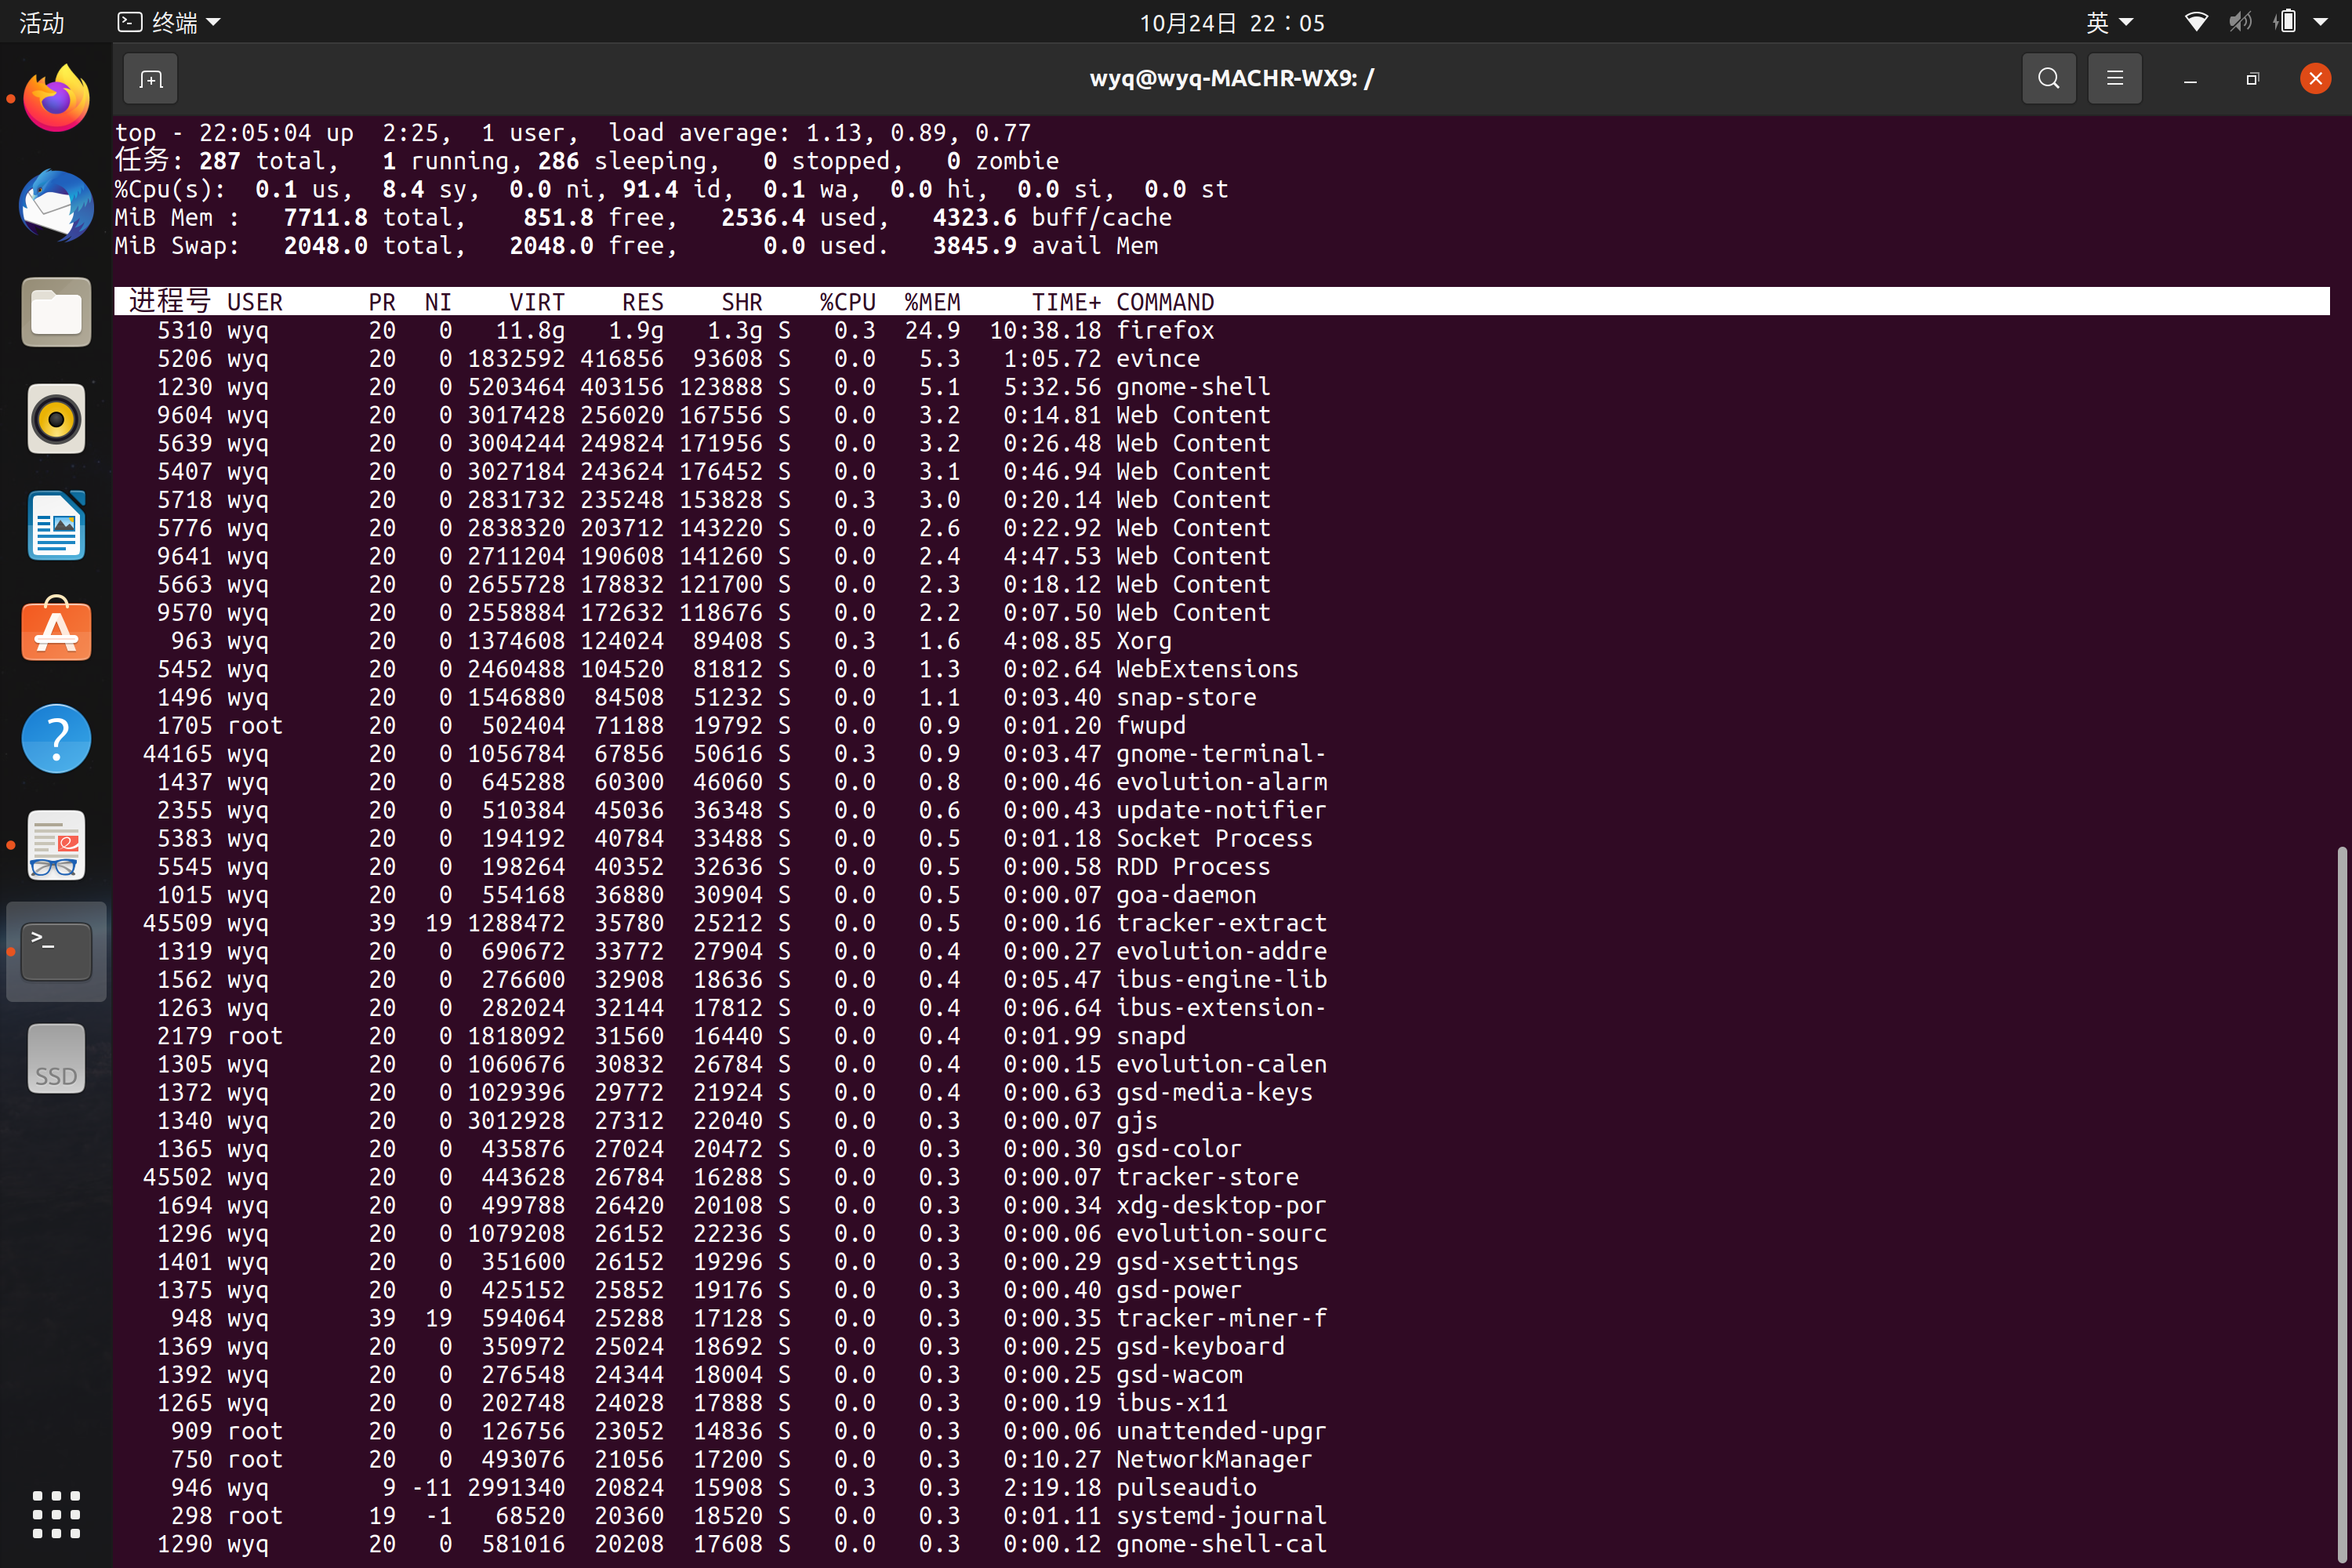 活动 终端 10月24日 22：05 英
wyq@wyq-MACHR-WX9: /
top - 22:05:04 up  2:25,  1 user,  load average: 1.13, 0.89, 0.77
任务: 287 total,   1 running, 286 sleeping,   0 stopped,   0 zombie
%Cpu(s):  0.1 us,  8.4 sy,  0.0 ni, 91.4 id,  0.1 wa,  0.0 hi,  0.0 si,  0.0 st
MiB Mem :   7711.8 total,    851.8 free,   2536.4 used,   4323.6 buff/cache
MiB Swap:   2048.0 total,   2048.0 free,      0.0 used.   3845.9 avail Mem
进程号 USER      PR  NI    VIRT    RES    SHR    %CPU  %MEM     TIME+ COMMAND
5310 wyq 20 0 11.8g 1.9g 1.3g S 0.3 24.9 10:38.18 firefox
5206 wyq 20 0 1832592 416856 93608 S 0.0 5.3 1:05.72 evince
1230 wyq 20 0 5203464 403156 123888 S 0.0 5.1 5:32.56 gnome-shell
9604 wyq 20 0 3017428 256020 167556 S 0.0 3.2 0:14.81 Web Content
5639 wyq 20 0 3004244 249824 171956 S 0.0 3.2 0:26.48 Web Content
5407 wyq 20 0 3027184 243624 176452 S 0.0 3.1 0:46.94 Web Content
5718 wyq 20 0 2831732 235248 153828 S 0.3 3.0 0:20.14 Web Content
5776 wyq 20 0 2838320 203712 143220 S 0.0 2.6 0:22.92 Web Content
9641 wyq 20 0 2711204 190608 141260 S 0.0 2.4 4:47.53 Web Content
5663 wyq 20 0 2655728 178832 121700 S 0.0 2.3 0:18.12 Web Content
9570 wyq 20 0 2558884 172632 118676 S 0.0 2.2 0:07.50 Web Content
963 wyq 20 0 1374608 124024 89408 S 0.3 1.6 4:08.85 Xorg
5452 wyq 20 0 2460488 104520 81812 S 0.0 1.3 0:02.64 WebExtensions
1496 wyq 20 0 1546880 84508 51232 S 0.0 1.1 0:03.40 snap-store
1705 root 20 0 502404 71188 19792 S 0.0 0.9 0:01.20 fwupd
44165 wyq 20 0 1056784 67856 50616 S 0.3 0.9 0:03.47 gnome-terminal-
1437 wyq 20 0 645288 60300 46060 S 0.0 0.8 0:00.46 evolution-alarm
2355 wyq 20 0 510384 45036 36348 S 0.0 0.6 0:00.43 update-notifier
5383 wyq 20 0 194192 40784 33488 S 0.0 0.5 0:01.18 Socket Process
5545 wyq 20 0 198264 40352 32636 S 0.0 0.5 0:00.58 RDD Process
1015 wyq 20 0 554168 36880 30904 S 0.0 0.5 0:00.07 goa-daemon
45509 wyq 39 19 1288472 35780 25212 S 0.0 0.5 0:00.16 tracker-extract
1319 wyq 20 0 690672 33772 27904 S 0.0 0.4 0:00.27 evolution-addre
1562 wyq 20 0 276600 32908 18636 S 0.0 0.4 0:05.47 ibus-engine-lib
1263 wyq 20 0 282024 32144 17812 S 0.0 0.4 0:06.64 ibus-extension-
2179 root 20 0 1818092 31560 16440 S 0.0 0.4 0:01.99 snapd
1305 wyq 20 0 1060676 30832 26784 S 0.0 0.4 0:00.15 evolution-calen
1372 wyq 20 0 1029396 29772 21924 S 0.0 0.4 0:00.63 gsd-media-keys
1340 wyq 20 0 3012928 27312 22040 S 0.0 0.3 0:00.07 gjs
1365 wyq 20 0 435876 27024 20472 S 0.0 0.3 0:00.30 gsd-color
45502 wyq 20 0 443628 26784 16288 S 0.0 0.3 0:00.07 tracker-store
1694 wyq 20 0 499788 26420 20108 S 0.0 0.3 0:00.34 xdg-desktop-por
1296 wyq 20 0 1079208 26152 22236 S 0.0 0.3 0:00.06 evolution-sourc
1401 wyq 20 0 351600 26152 19296 S 0.0 0.3 0:00.29 gsd-xsettings
1375 wyq 20 0 425152 25852 19176 S 0.0 0.3 0:00.40 gsd-power
948 wyq 39 19 594064 25288 17128 S 0.0 0.3 0:00.35 tracker-miner-f
1369 wyq 20 0 350972 25024 18692 S 0.0 0.3 0:00.25 gsd-keyboard
1392 wyq 20 0 276548 24344 18004 S 0.0 0.3 0:00.25 gsd-wacom
1265 wyq 20 0 202748 24028 17888 S 0.0 0.3 0:00.19 ibus-x11
909 root 20 0 126756 23052 14836 S 0.0 0.3 0:00.06 unattended-upgr
750 root 20 0 493076 21056 17200 S 0.0 0.3 0:10.27 NetworkManager
946 wyq 9 -11 2991340 20824 15908 S 0.3 0.3 2:19.18 pulseaudio
298 root 19 -1 68520 20360 18520 S 0.0 0.3 0:01.11 systemd-journal
1290 wyq 20 0 581016 20208 17608 S 0.0 0.3 0:00.12 gnome-shell-cal
SSD